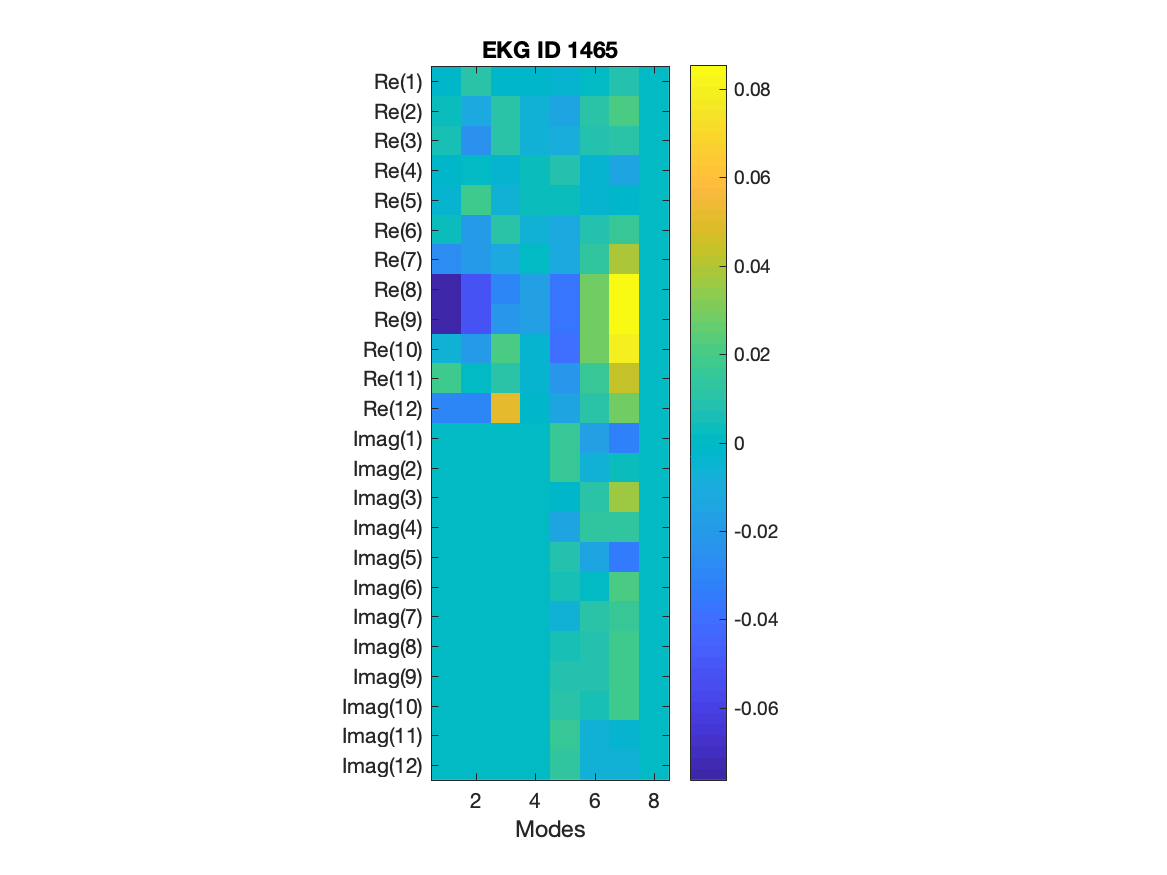 EKG ID 1465
Re(1)
Re(2)
Re(3)
Re(4)
Re(5)
Re(6)
Re(7)
Re(8)
Re(9)
Re(10)
Re(11)
Re(12)
Imag(1)
Imag(2)
Imag(3)
Imag(4)
Imag(5)
Imag(6)
Imag(7)
Imag(8)
Imag(9)
Imag(10)
Imag(11)
Imag(12)
2 4 6 8
Modes
0.08
0.06
0.04
0.02
0
-0.02
-0.04
-0.06